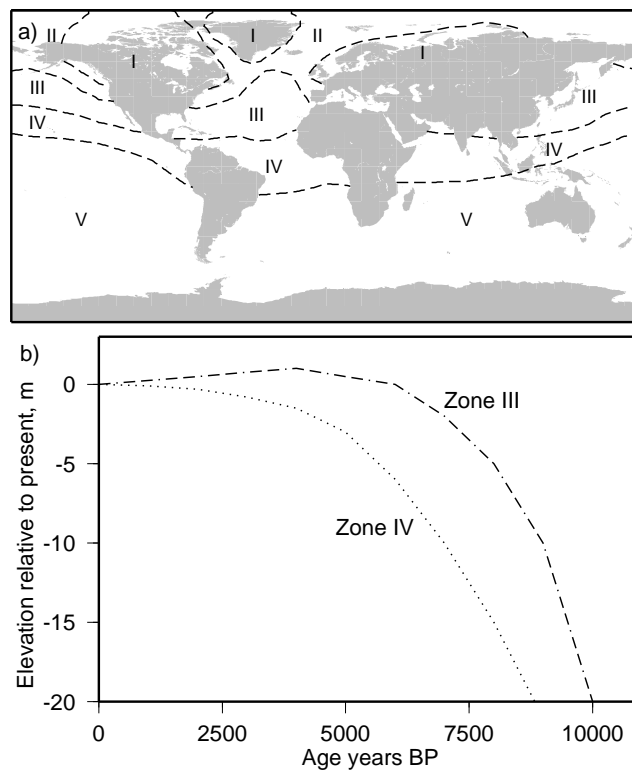 a)
II
I
II
I
I
III
III
III
IV
IV
IV
V
V
b)
Elevation relative to present, m
0
-5
-10
-15
-20
Zone III
Zone IV
0
2500
5000
7500
10000
Age years BP